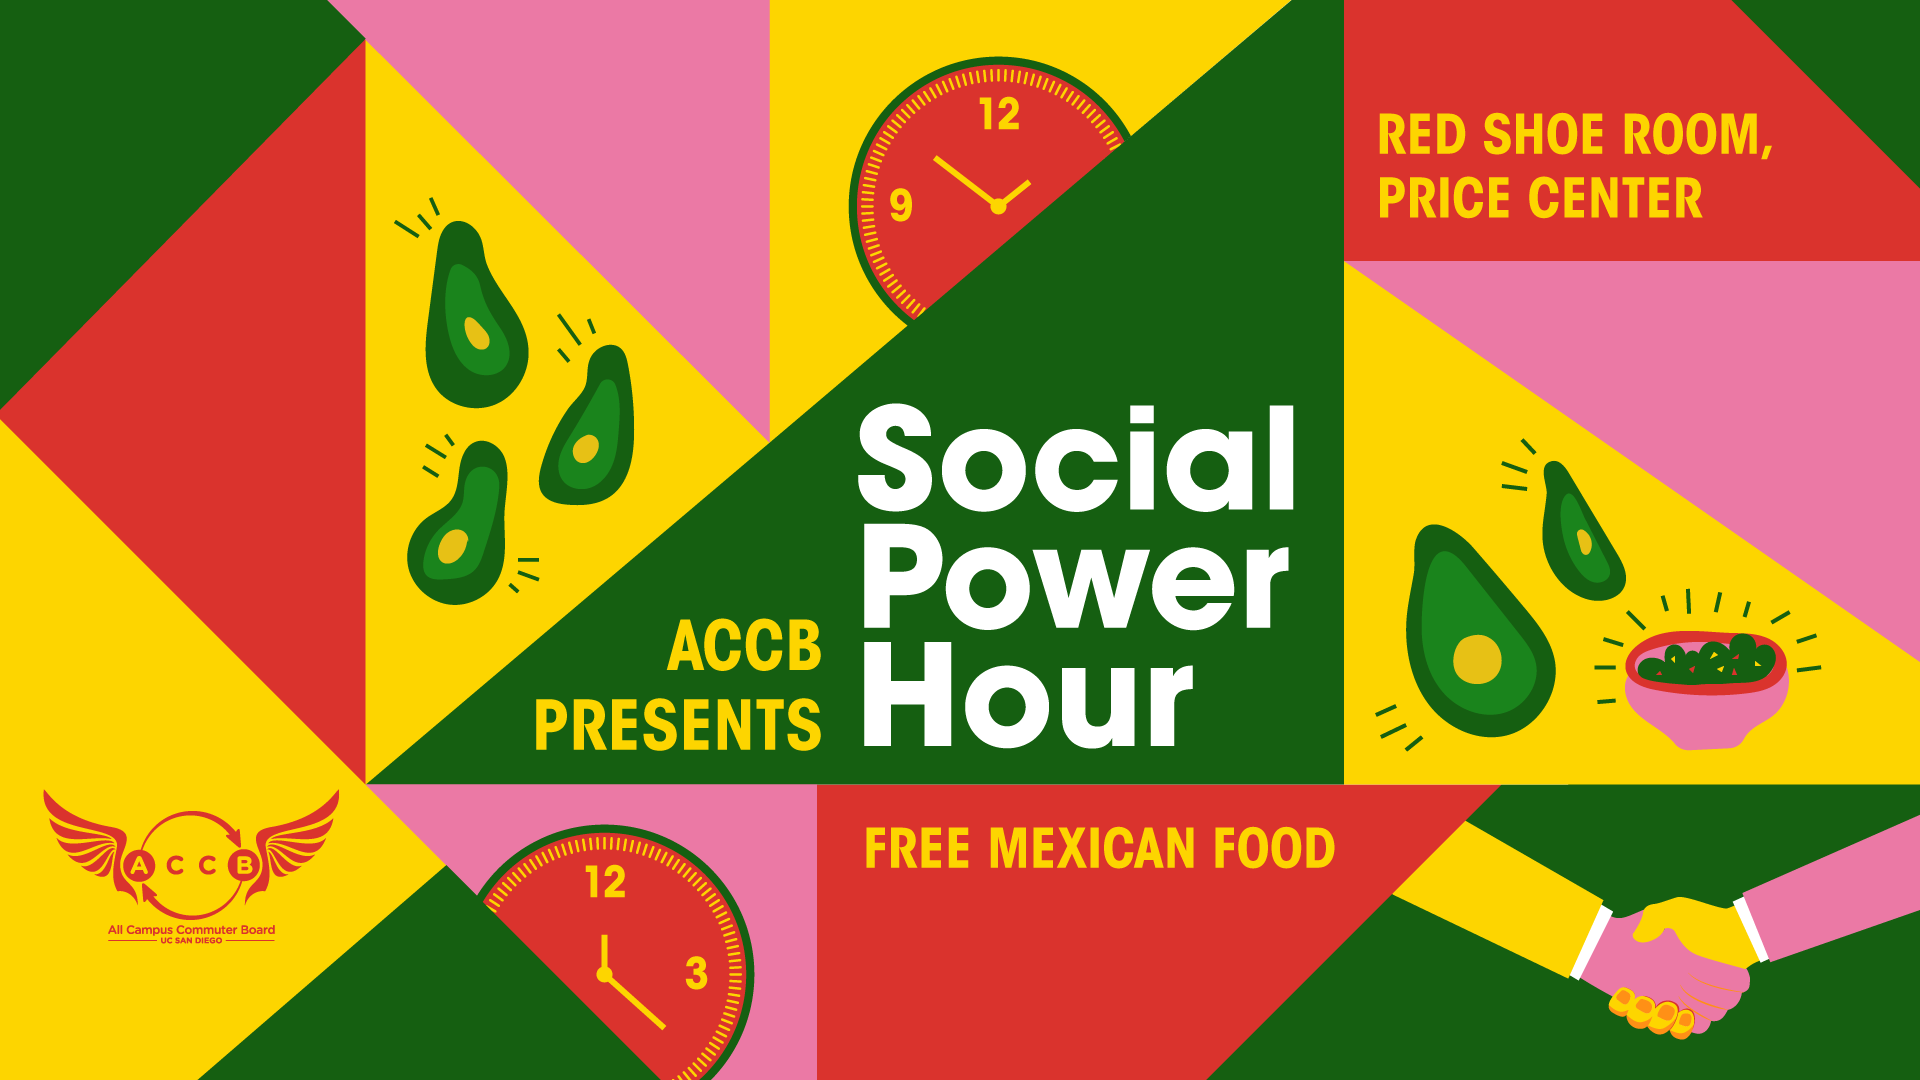 12
9
RED SHOE ROOM,
PRICE CENTER
ACCB
PRESENTS
Social
Power
Hour
A C C B
All Campus Commuter Board
UC SAN DIEGO
12
3
FREE MEXICAN FOOD